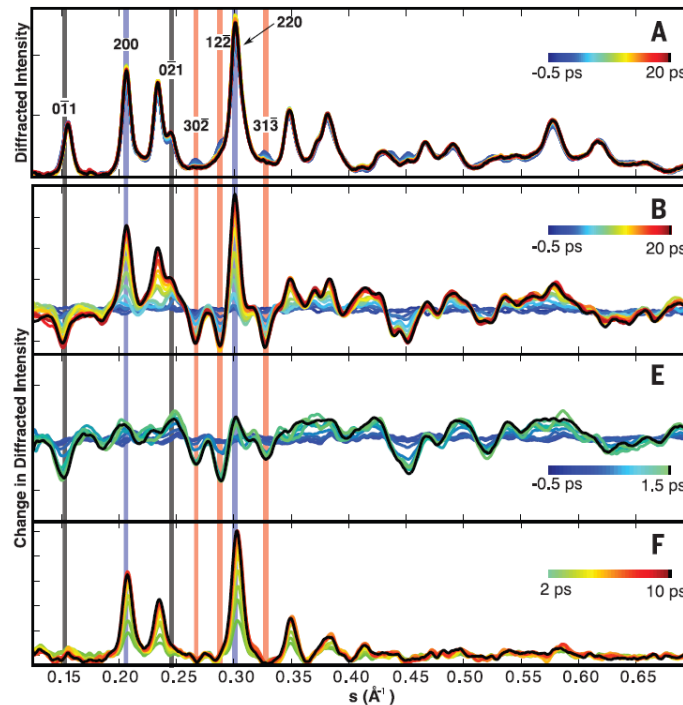 Diffracted Intensity
A
220
122̄
200
02̄1
01̄1
302̄
313̄
-0.5 ps
20 ps
Change in Diffracted Intensity
B
-0.5 ps
20 ps
E
-0.5 ps
1.5 ps
F
2 ps
10 ps
0.15
0.20
0.25
0.30
0.35
0.40
0.45
0.50
0.55
0.60
0.65
s (Å⁻¹)